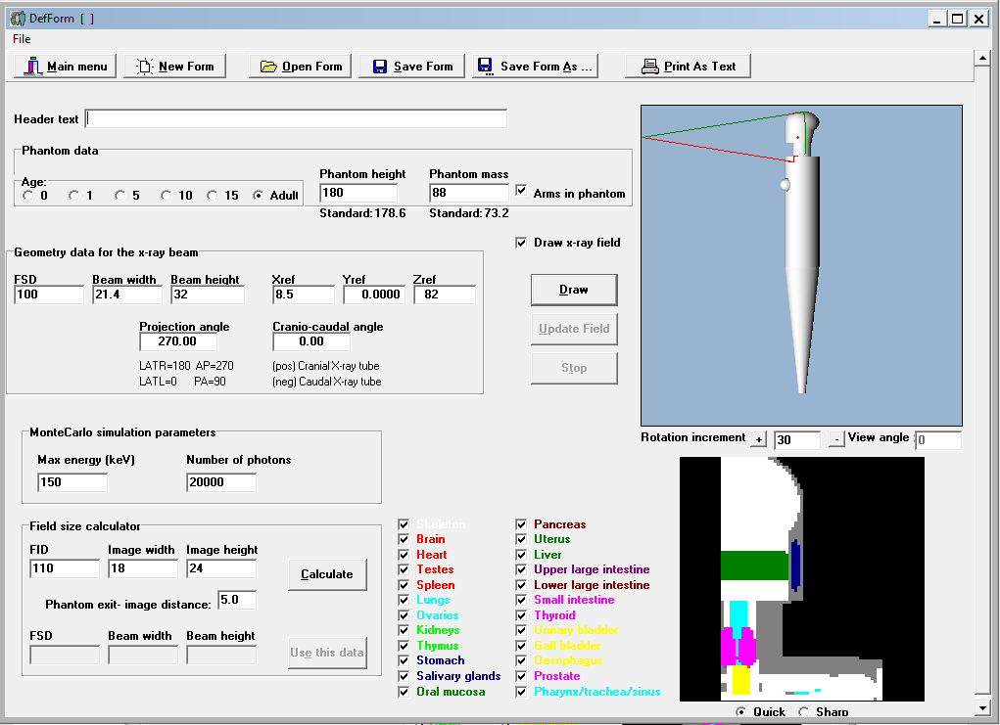 DefForm [ ]
File
Main menu New Form Open Form Save Form Save Form As ... Print As Text
Header text
Phantom data
Age:
0 1 5 10 15 Adult
Phantom height Phantom mass
180 88 Arms in phantom
Standard: 178.6 Standard: 73.2
Draw x-ray field
Geometry data for the x-ray beam
FSD Beam width Beam height Xref Yref Zref
100 21.4 32 8.5 0.0000 82
Projection angle Cranio-caudal angle
270.00 0.00
LATR=180 AP=270 (pos) Cranial X-ray tube
LATL=0 PA=90 (neg) Caudal X-ray tube
Draw
Update Field
Stop
Rotation increment + 30 - View angle : 0
MonteCarlo simulation parameters
Max energy (keV) Number of photons
150 20000
Field size calculator
FID Image width Image height
110 18 24
Calculate
Phantom exit- image distance: 5.0
FSD Beam width Beam height
Use this data
Skeleton Pancreas
Brain Uterus
Heart Liver
Testes Upper large intestine
Spleen Lower large intestine
Lungs Small intestine
Ovaries Thyroid
Kidneys Urinary bladder
Thymus Gall bladder
Stomach Oesophagus
Salivary glands Prostate
Oral mucosa Pharynx/trachea/sinus
Quick Sharp